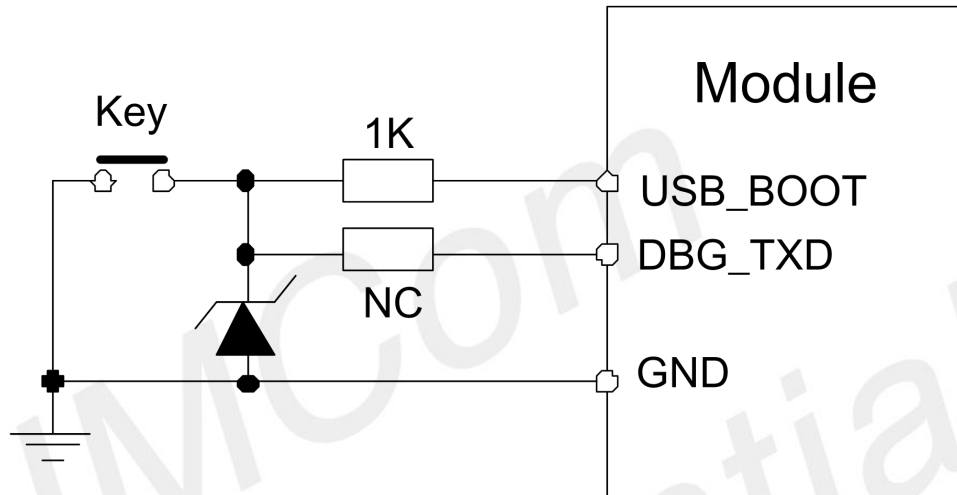 Module
Key
1K
USB_BOOT
DBG_TXD
NC
GND